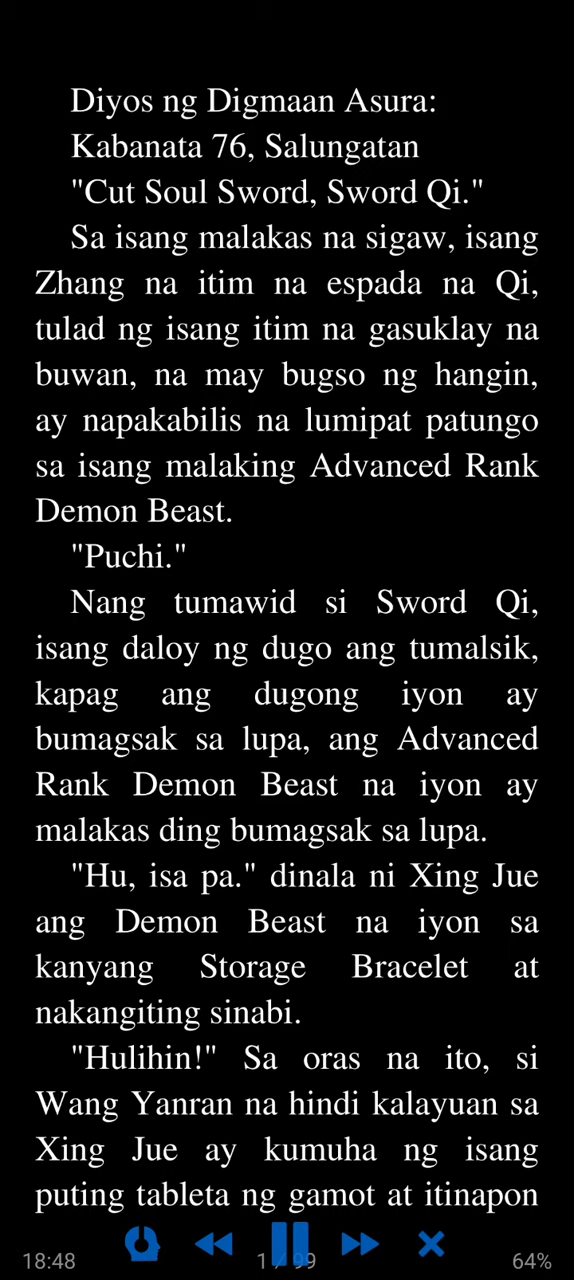 Diyos ng Digmaan Asura:
Kabanata 76, Salungatan
"Cut Soul Sword, Sword Qi."
Sa isang malakas na sigaw, isang
Zhang na itim na espada na Qi,
tulad ng isang itim na gasuklay na
buwan, na may bugso ng hangin,
ay napakabilis na lumipat patungo
sa isang malaking Advanced Rank
Demon Beast.
"Puchi."
Nang tumawid si Sword Qi,
isang daloy ng dugo ang tumalsik,
kapag ang dugong iyon ay
bumagsak sa lupa, ang Advanced
Rank Demon Beast na iyon ay
malakas ding bumagsak sa lupa.
"Hu, isa pa." dinala ni Xing Jue
ang Demon Beast na iyon sa
kanyang Storage Bracelet at
nakangiting sinabi.
"Hulihin!" Sa oras na ito, si
Wang Yanran na hindi kalayuan sa
Xing Jue ay kumuha ng isang
puting tableta ng gamot at itinapon
18:48 1 / 99 64%